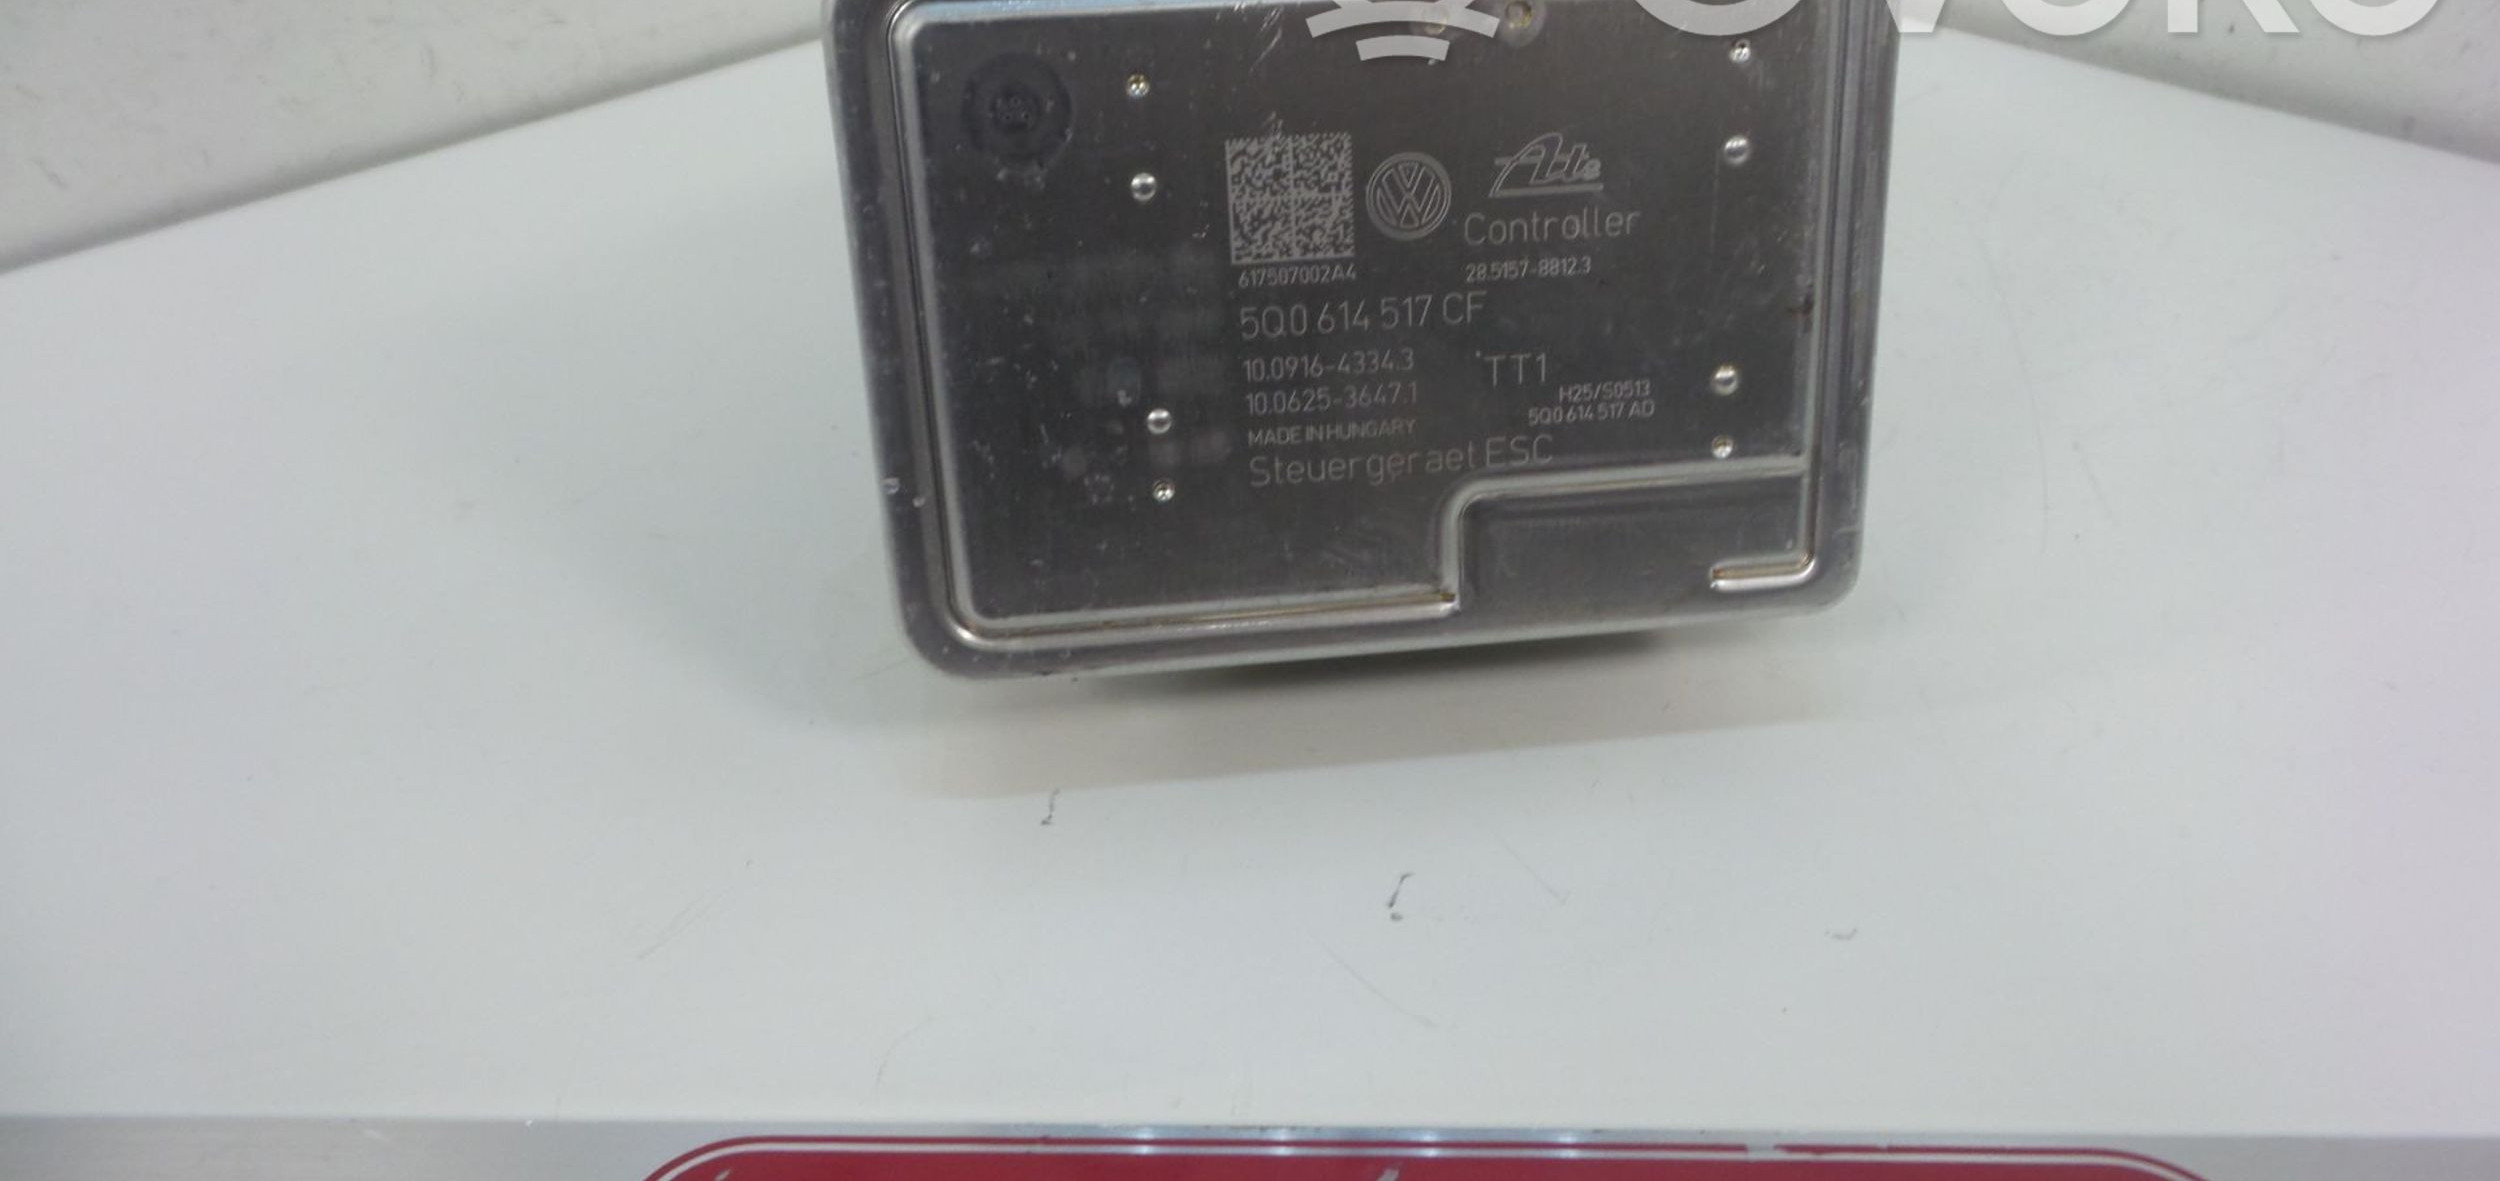 Ate
Controller
617507002A4
28.5157-8812.3
5Q0 614 517 CF
10.0916-4334.3
TT1
10.0625-3647.1
H25/S0513
5Q0 614 517 AD
MADE IN HUNGARY
Steuergeraet ESC